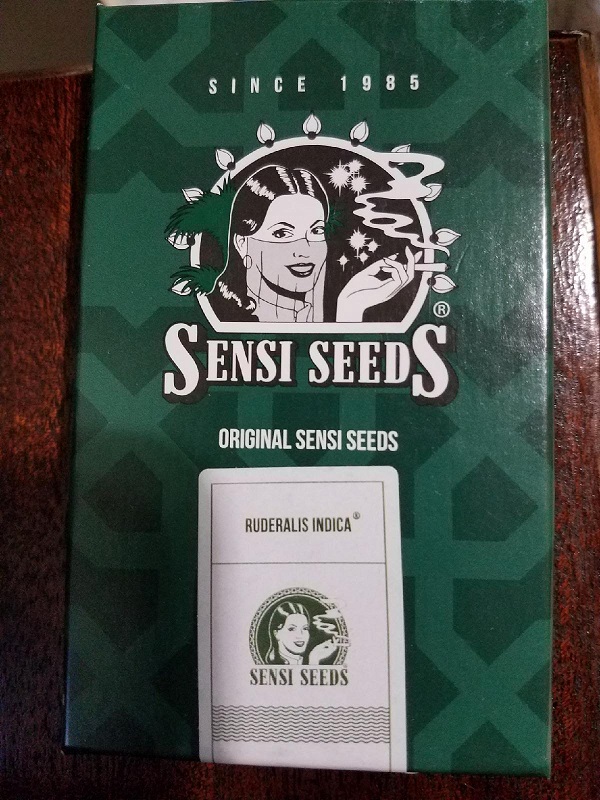 SINCE 1985
®
SENSI SEEDS
ORIGINAL SENSI SEEDS
RUDERALIS INDICA®
SENSI SEEDS